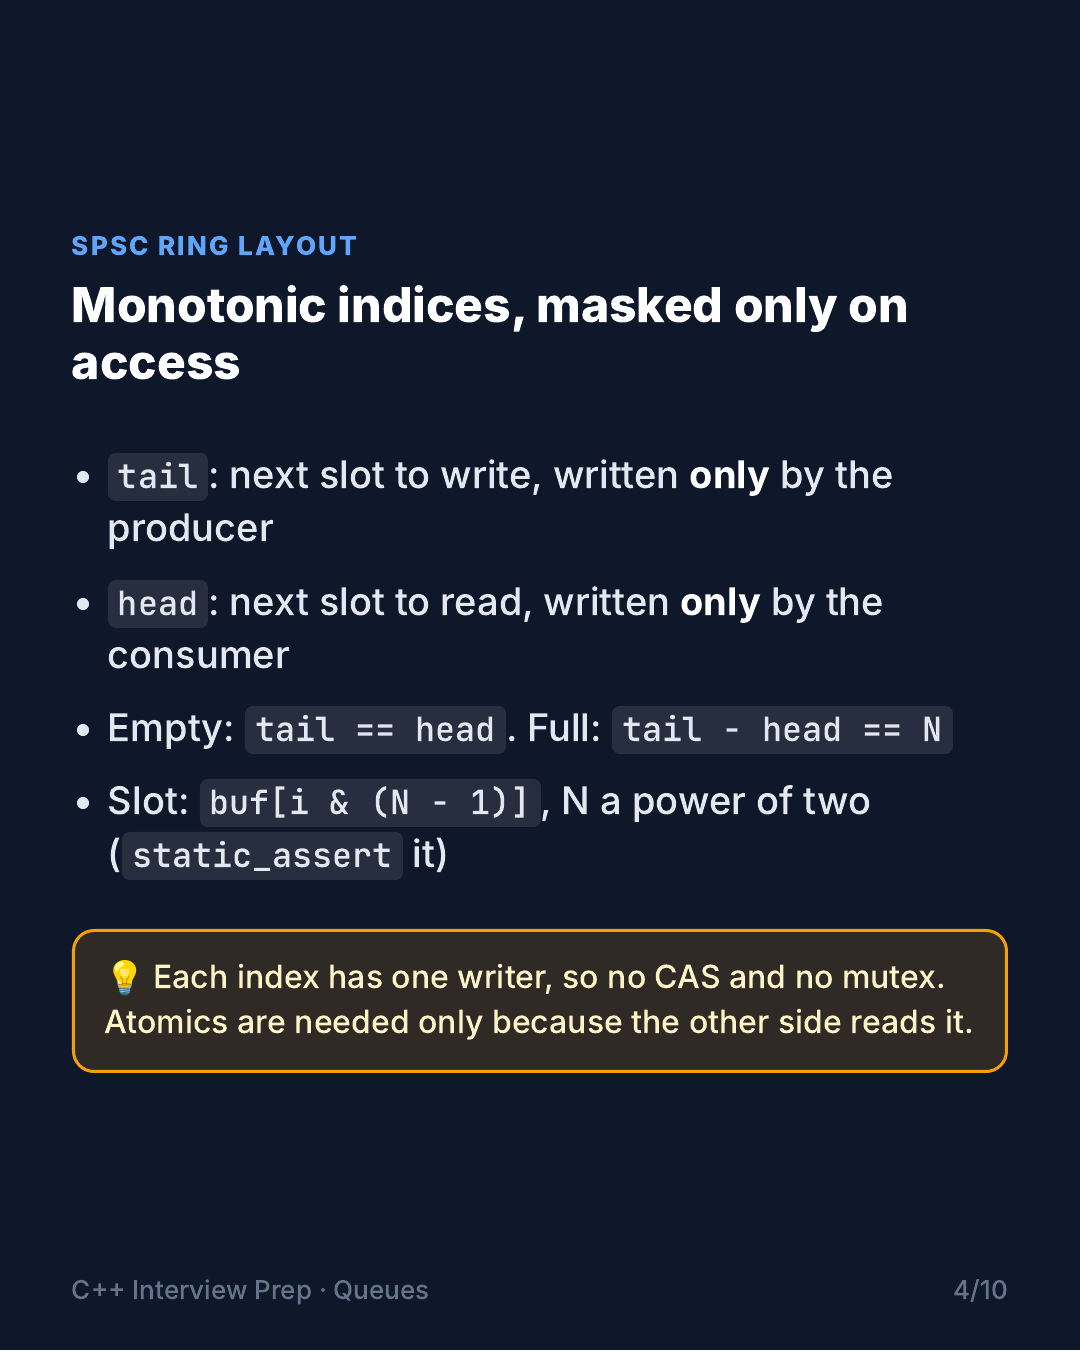 SPSC RING LAYOUT
Monotonic indices, masked only on
access
• tail: next slot to write, written only by the
producer
• head: next slot to read, written only by the
consumer
• Empty: tail == head. Full: tail - head == N
• Slot: buf[i & (N - 1)], N a power of two
(static_assert it)
💡 Each index has one writer, so no CAS and no mutex.
Atomics are needed only because the other side reads it.
C++ Interview Prep · Queues
4/10